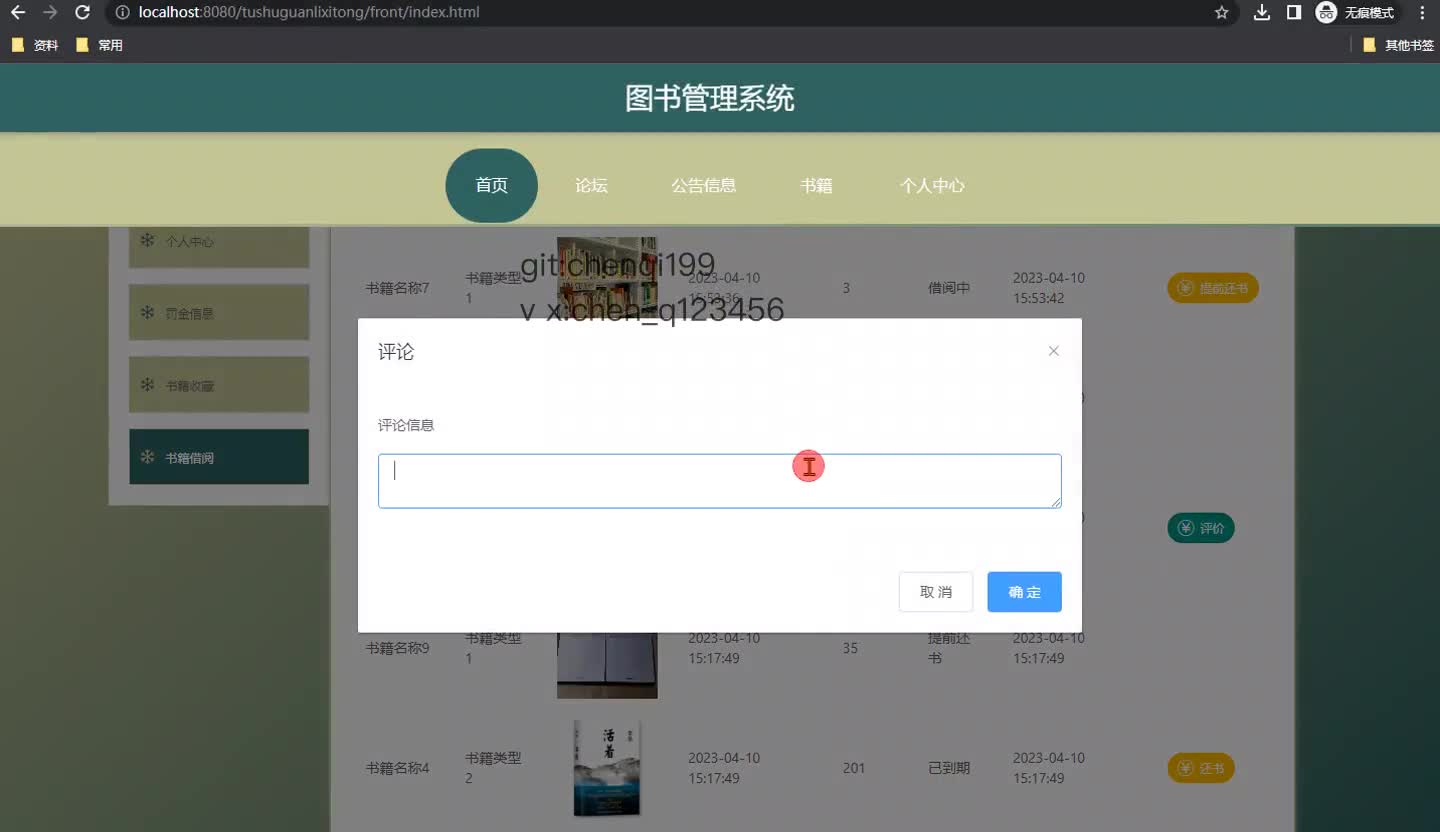 localhost:8080/tushuguanlixitong/front/index.html
无痕模式
资料
常用
其他书签
图书管理系统
首页
论坛
公告信息
书籍
个人中心
个人中心
罚金信息
书籍收藏
书籍借阅
git:chenqi199
v x:chen_q123456
书籍名称7
书籍类型
1
2023-04-10
15:53:36
3
借阅中
2023-04-10
15:53:42
提前还书
评论
评论信息
取 消
确 定
评价
书籍名称9
书籍类型
1
2023-04-10
15:17:49
35
提前还
书
2023-04-10
15:17:49
书籍名称4
书籍类型
2
活着
2023-04-10
15:17:49
201
已到期
2023-04-10
15:17:49
还书